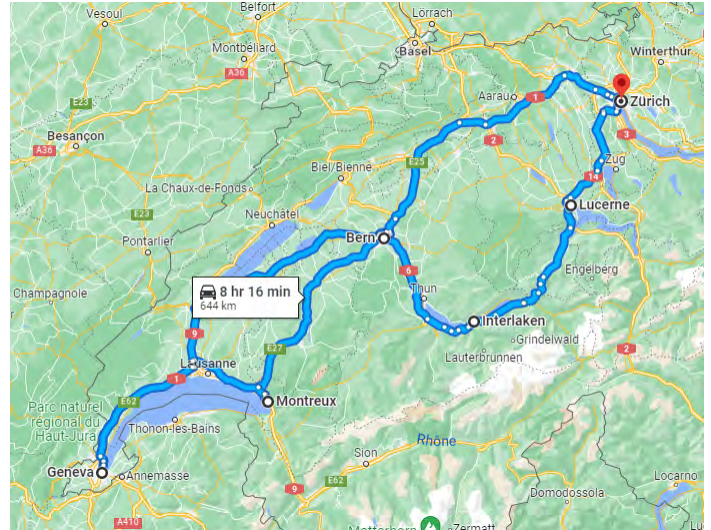 Vesoul
Belfort
Lörrach
Montbéliard
Basel
Winterthur
A36
E23
Aarau
1
Zürich
Besançon
2
3
A36
Biel/Bienne
E25
Zug
La Chaux-de-Fonds
14
E23
Lucerne
Neuchâtel
Pontarlier
Bern
6
Engelberg
Champagnole
8 hr 16 min
644 km
Thun
Interlaken
9
Grindelwald
E27
Lauterbrunnen
2
Lausanne
1
E62
Montreux
Parc naturel
régional du
Haut-Jura
Thonon-les-Bains
Rhône
Sion
Geneva
Annemasse
E62
9
Locarno
Domodossola
A410
Matterhorn
Zermatt